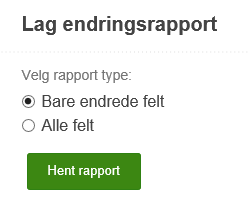 Lag endringsrapport
Velg rapport type:
Bare endrede felt
Alle felt
Hent rapport